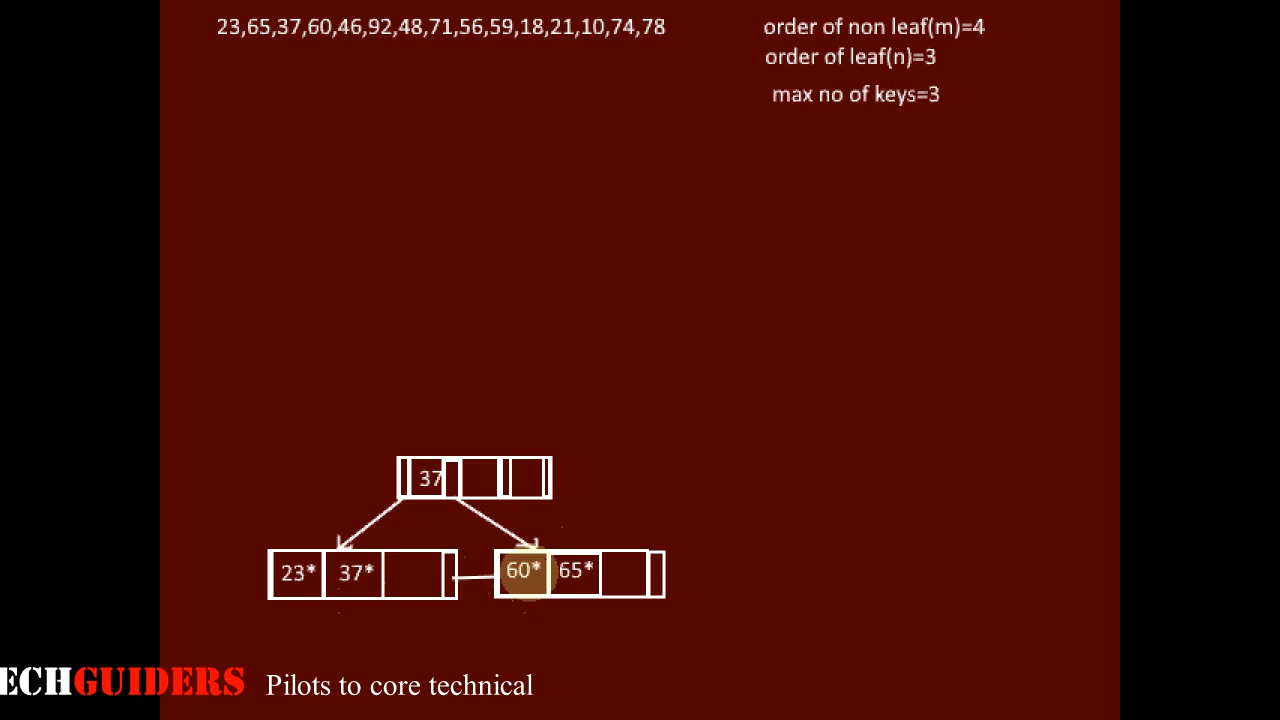 23,65,37,60,46,92,48,71,56,59,18,21,10,74,78
order of non leaf(m)=4
order of leaf(n)=3
max no of keys=3
37
23* 37* 60* 65*
ECHGUIDERS Pilots to core technical